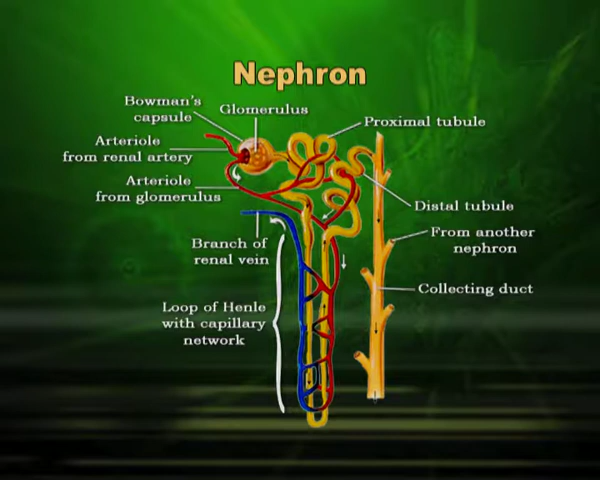 Nephron
Bowman's
capsule
Glomerulus
Proximal tubule
Arteriole
from renal artery
Arteriole
from glomerulus
Distal tubule
From another
nephron
Branch of
renal vein
Collecting duct
Loop of Henle
with capillary
network